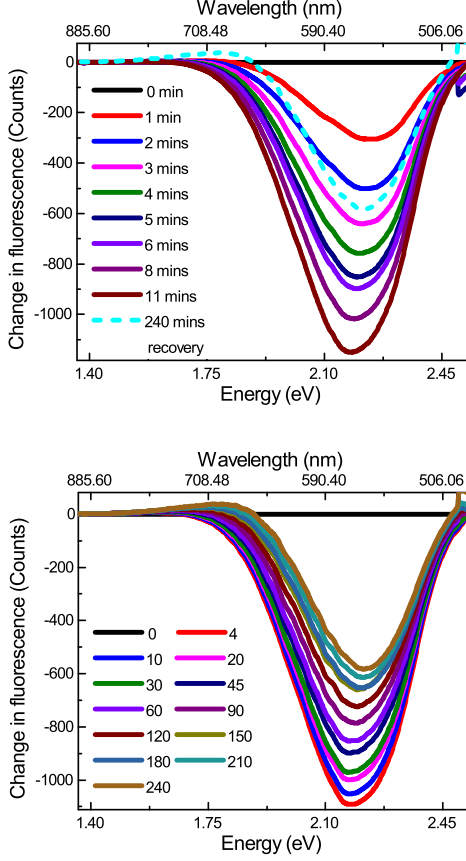 Wavelength (nm)
885.60 708.48 590.40 506.06
0
-200
-400
-600
-800
-1000
Change in fluorescence (Counts)
0 min
1 min
2 mins
3 mins
4 mins
5 mins
6 mins
8 mins
11 mins
240 mins
recovery
1.40 1.75 2.10 2.45
Energy (eV)
Wavelength (nm)
885.60 708.48 590.40 506.06
0
-200
-400
-600
-800
-1000
Change in fluorescence (Counts)
0 4
10 20
30 45
60 90
120 150
180 210
240
1.40 1.75 2.10 2.45
Energy (eV)